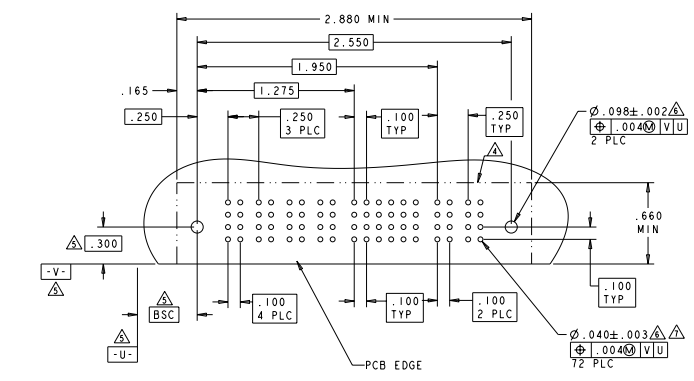 2.880 MIN
2.550
1.950
.165
1.275
.250
.250
3 PLC
.100
TYP
.250
TYP
Ø.098±.002 6
⌖ .004Ⓜ V U
2 PLC
4
.660
MIN
5 .300
-V-
5
5
BSC
.100
4 PLC
.100
TYP
.100
2 PLC
.100
TYP
5
-U-
Ø.040±.003 6 7
⌖ .004Ⓜ V U
72 PLC
PCB EDGE